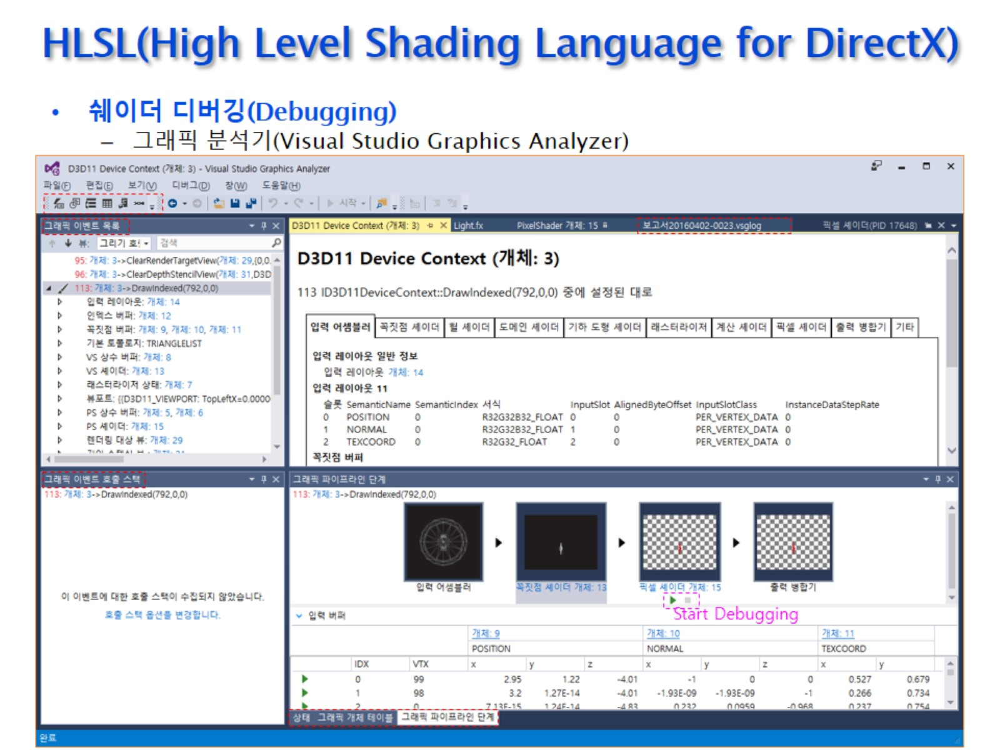 HLSL(High Level Shading Language for DirectX)
• 쉐이더 디버깅(Debugging)
– 그래픽 분석기(Visual Studio Graphics Analyzer)
D3D11 Device Context (개체: 3) - Visual Studio Graphics Analyzer
파일(F) 편집(E) 보기(V) 디버그(D) 창(W) 도움말(H)
시작
그래픽 이벤트 목록
뷰: 그리기 호
검색
95: 개체: 3->ClearRenderTargetView(개체: 29,{0,0.
96: 개체: 3->ClearDepthStencilView(개체: 31,D3D
113: 개체: 3->DrawIndexed(792,0,0)
입력 레이아웃: 개체: 14
인덱스 버퍼: 개체: 12
꼭짓점 버퍼: 개체: 9, 개체: 10, 개체: 11
기본 토폴로지: TRIANGLELIST
VS 상수 버퍼: 개체: 8
VS 셰이더: 개체: 13
래스터라이저 상태: 개체: 7
뷰포트: {{D3D11_VIEWPORT: TopLeftX=0.0000
PS 상수 버퍼: 개체: 5, 개체: 6
PS 셰이더: 개체: 15
렌더링 대상 뷰: 개체: 29
D3D11 Device Context (개체: 3) Light.fx PixelShader 개체: 15 보고서20160402-0023.vsglog 픽셀 셰이더(PID 17648)
D3D11 Device Context (개체: 3)
113 ID3D11DeviceContext::DrawIndexed(792,0,0) 중에 설정된 대로
입력 어셈블러 꼭짓점 셰이더 헐 셰이더 도메인 셰이더 기하 도형 셰이더 래스터라이저 계산 셰이더 픽셀 셰이더 출력 병합기 기타
입력 레이아웃 일반 정보
입력 레이아웃 개체: 14
입력 레이아웃 11
슬롯 SemanticName SemanticIndex 서식 InputSlot AlignedByteOffset InputSlotClass InstanceDataStepRate
0 POSITION 0 R32G32B32_FLOAT 0 0 PER_VERTEX_DATA 0
1 NORMAL 0 R32G32B32_FLOAT 1 0 PER_VERTEX_DATA 0
2 TEXCOORD 0 R32G32_FLOAT 2 0 PER_VERTEX_DATA 0
꼭짓점 버퍼
그래픽 이벤트 호출 스택
113: 개체: 3->DrawIndexed(792,0,0)
이 이벤트에 대한 호출 스택이 수집되지 않았습니다.
호출 스택 옵션을 변경합니다.
그래픽 파이프라인 단계
113: 개체: 3->DrawIndexed(792,0,0)
입력 어셈블러 꼭짓점 셰이더 개체: 13 픽셀 셰이더 개체: 15 출력 병합기
Start Debugging
입력 버퍼
개체: 9 개체: 10 개체: 11
POSITION NORMAL TEXCOORD
IDX VTX x y z x y z x y
0 99 2.95 1.22 -4.01 -1 0 0 0.527 0.679
1 98 3.2 1.27E-14 -4.01 -1.93E-09 -1.93E-09 -1 0.266 0.734
2 0 7.13E-15 1.24E-14 -4.83 0.232 0.0959 -0.968 0.237 0.754
상태 그래픽 개체 테이블 그래픽 파이프라인 단계
완료